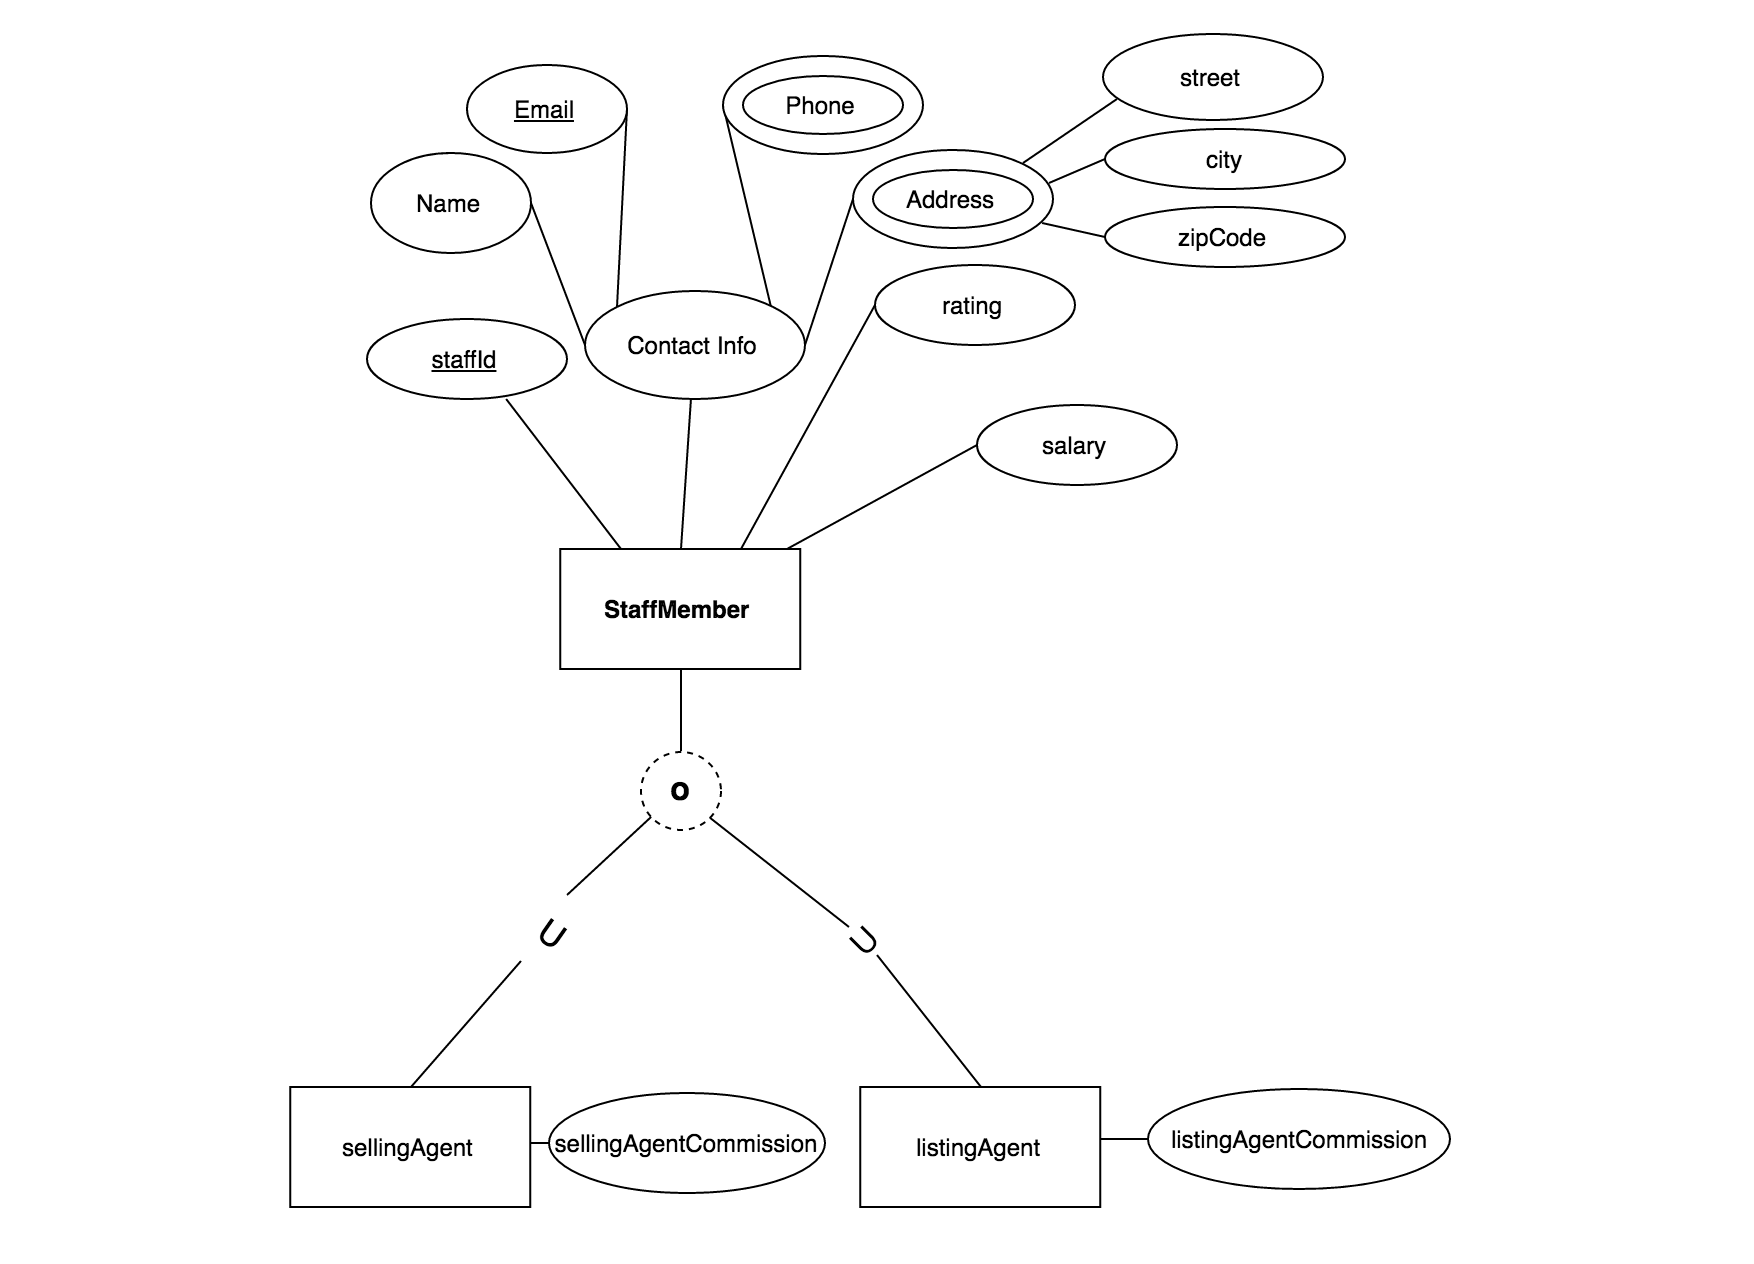 street
Email
Phone
city
Address
Name
zipCode
rating
Contact Info
staffId
salary
StaffMember
o
U
U
sellingAgent
sellingAgentCommission
listingAgent
listingAgentCommission